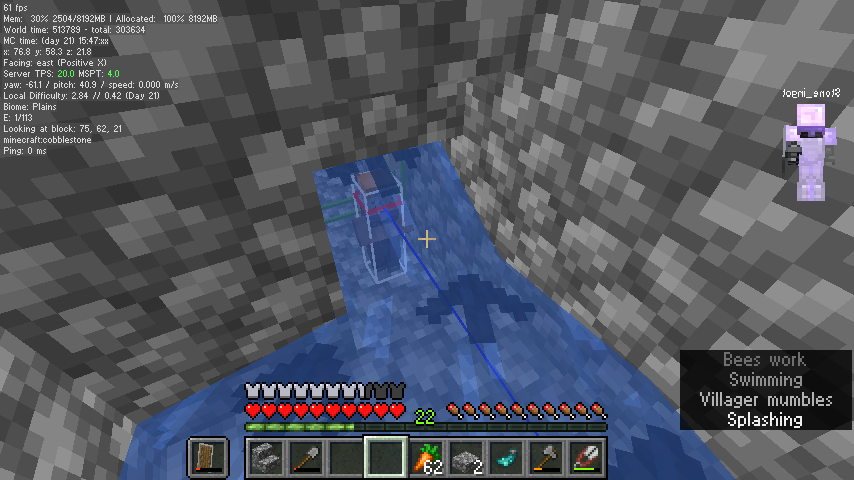 61 fps
Mem: 30% 2504/8192MB | Allocated: 100% 8192MB
World time: 513789 - total: 303634
MC time: (day 21) 15:47:xx
x: 76.8 y: 58.3 z: 21.8
Facing: east (Positive X)
Server TPS: 20.0 MSPT: 4.0
yaw: -61.1 / pitch: 40.9 / speed: 0.000 m/s
Local Difficulty: 2.84 // 0.42 (Day 21)
Biome: Plains
E: 1/113
Looking at block: 75, 62, 21
minecraft:cobblestone
Ping: 0 ms
Bees work
Swimming
Villager mumbles
Splashing
22
62
2